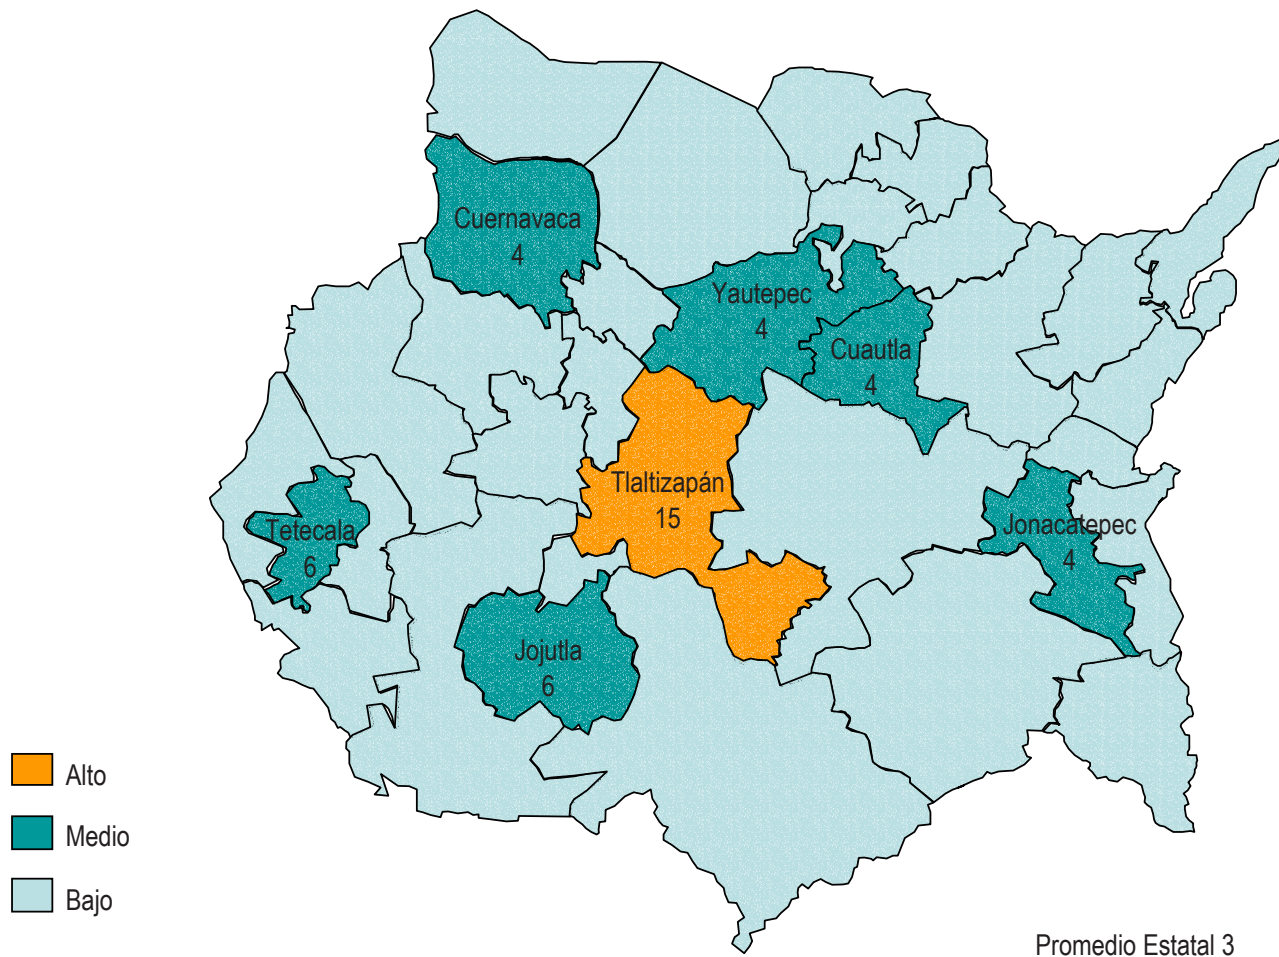 Cuernavaca
4
Yautepec
4
Cuautla
4
Tlaltizapán
15
Tetecala
6
Jonacatepec
4
Jojutla
6
Alto
Medio
Bajo
Promedio Estatal 3